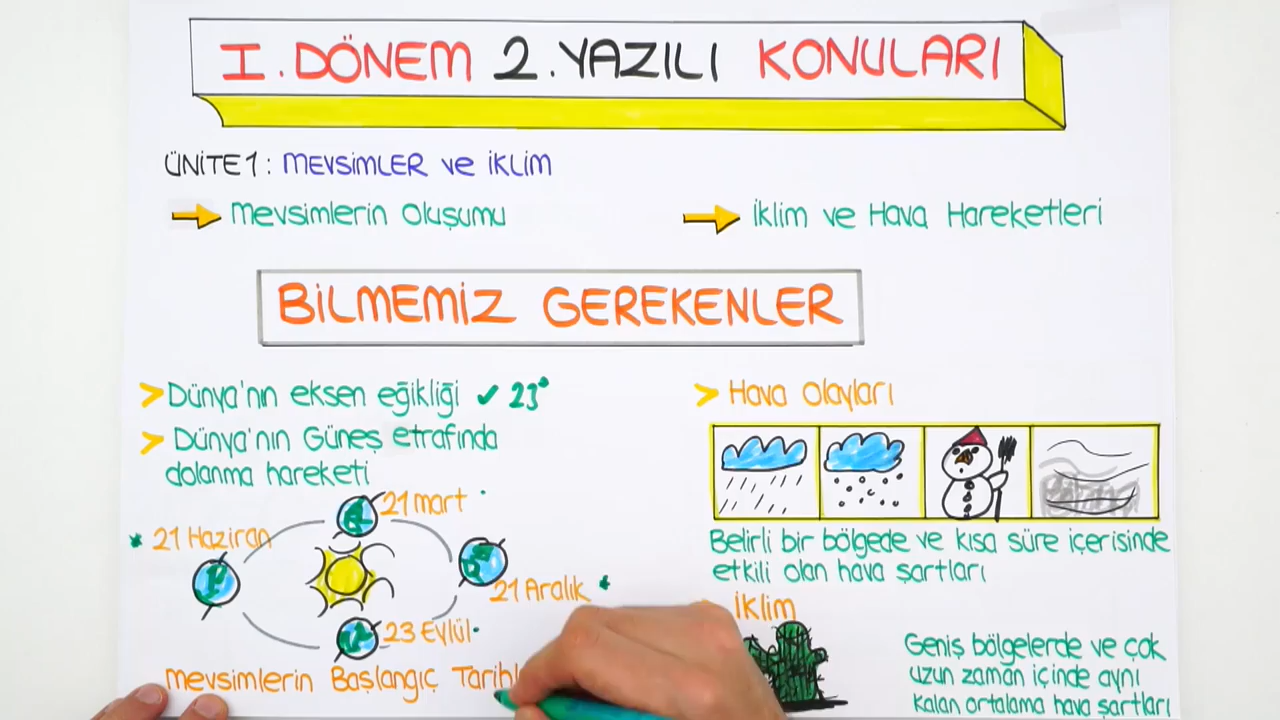 I. DÖNEM 2. YAZILI KONULARI
ÜNİTE 1: MEVSİMLER ve İKLİM
Mevsimlerin Oluşumu
İklim ve Hava Hareketleri
BİLMEMİZ GEREKENLER
Dünya'nın eksen eğikliği ✓ 23°
Dünya'nın Güneş etrafında
dolanma hareketi
21 Mart
21 Haziran
21 Aralık
23 Eylül
Mevsimlerin Başlangıç
Hava Olayları
Belirli bir bölgede ve kısa süre içerisinde
etkili olan hava şartları
İklim
Geniş bölgelerde ve çok
uzun zaman içinde aynı
kalan ortalama hava şartları